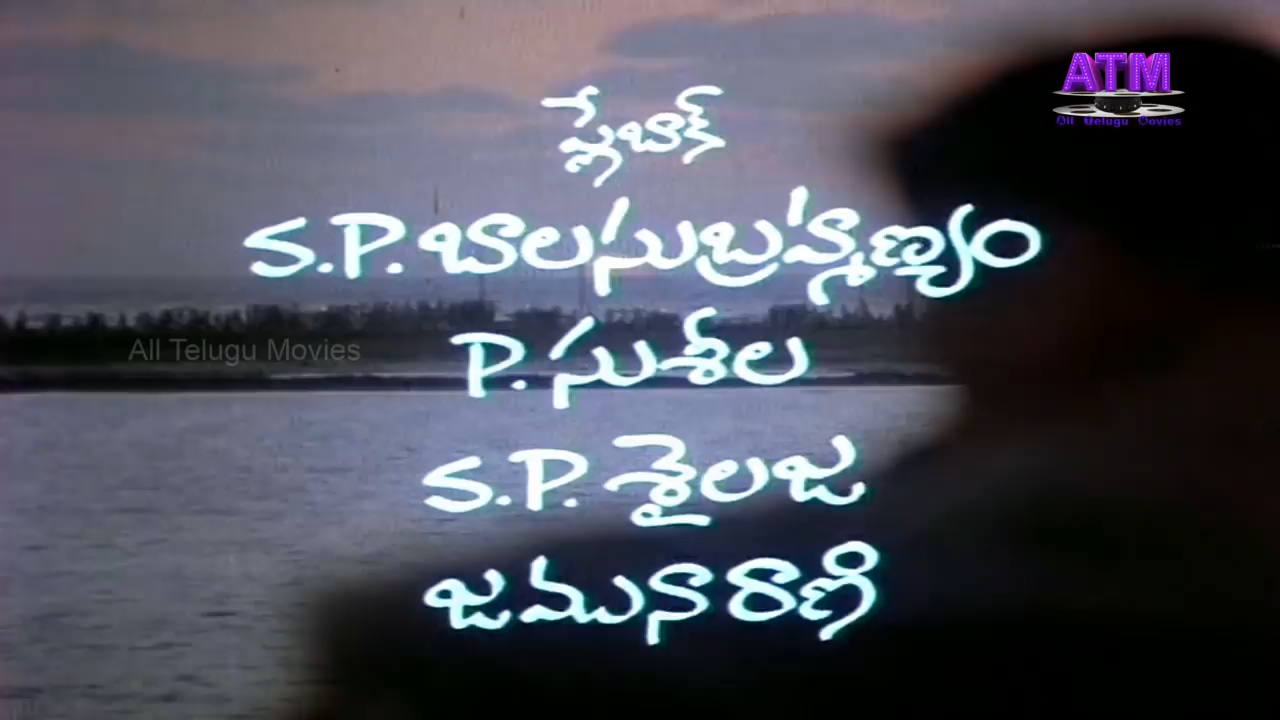 ATM
All Telugu Movies
ప్లేబాక్
S.P. బాలసుబ్రహ్మణ్యం
P. సుశీల
All Telugu Movies
S.P. శైలజ
జమునారాణి